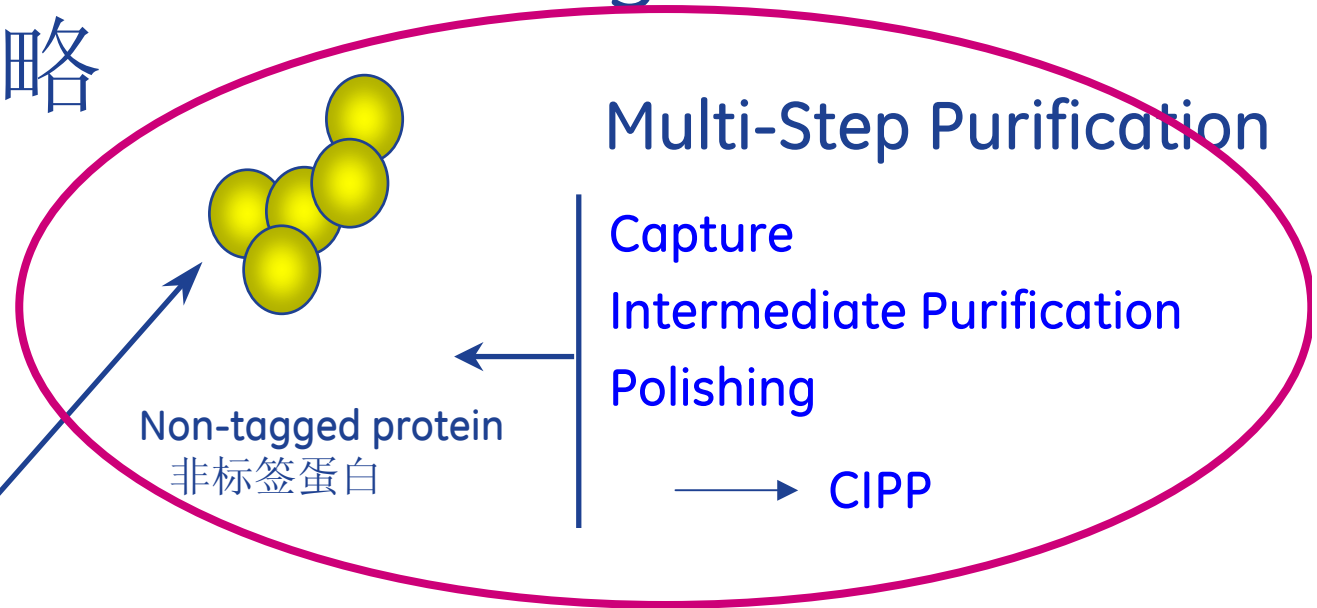 略
Multi-Step Purification
Capture
Intermediate Purification
Polishing
Non-tagged protein
非标签蛋白
CIPP